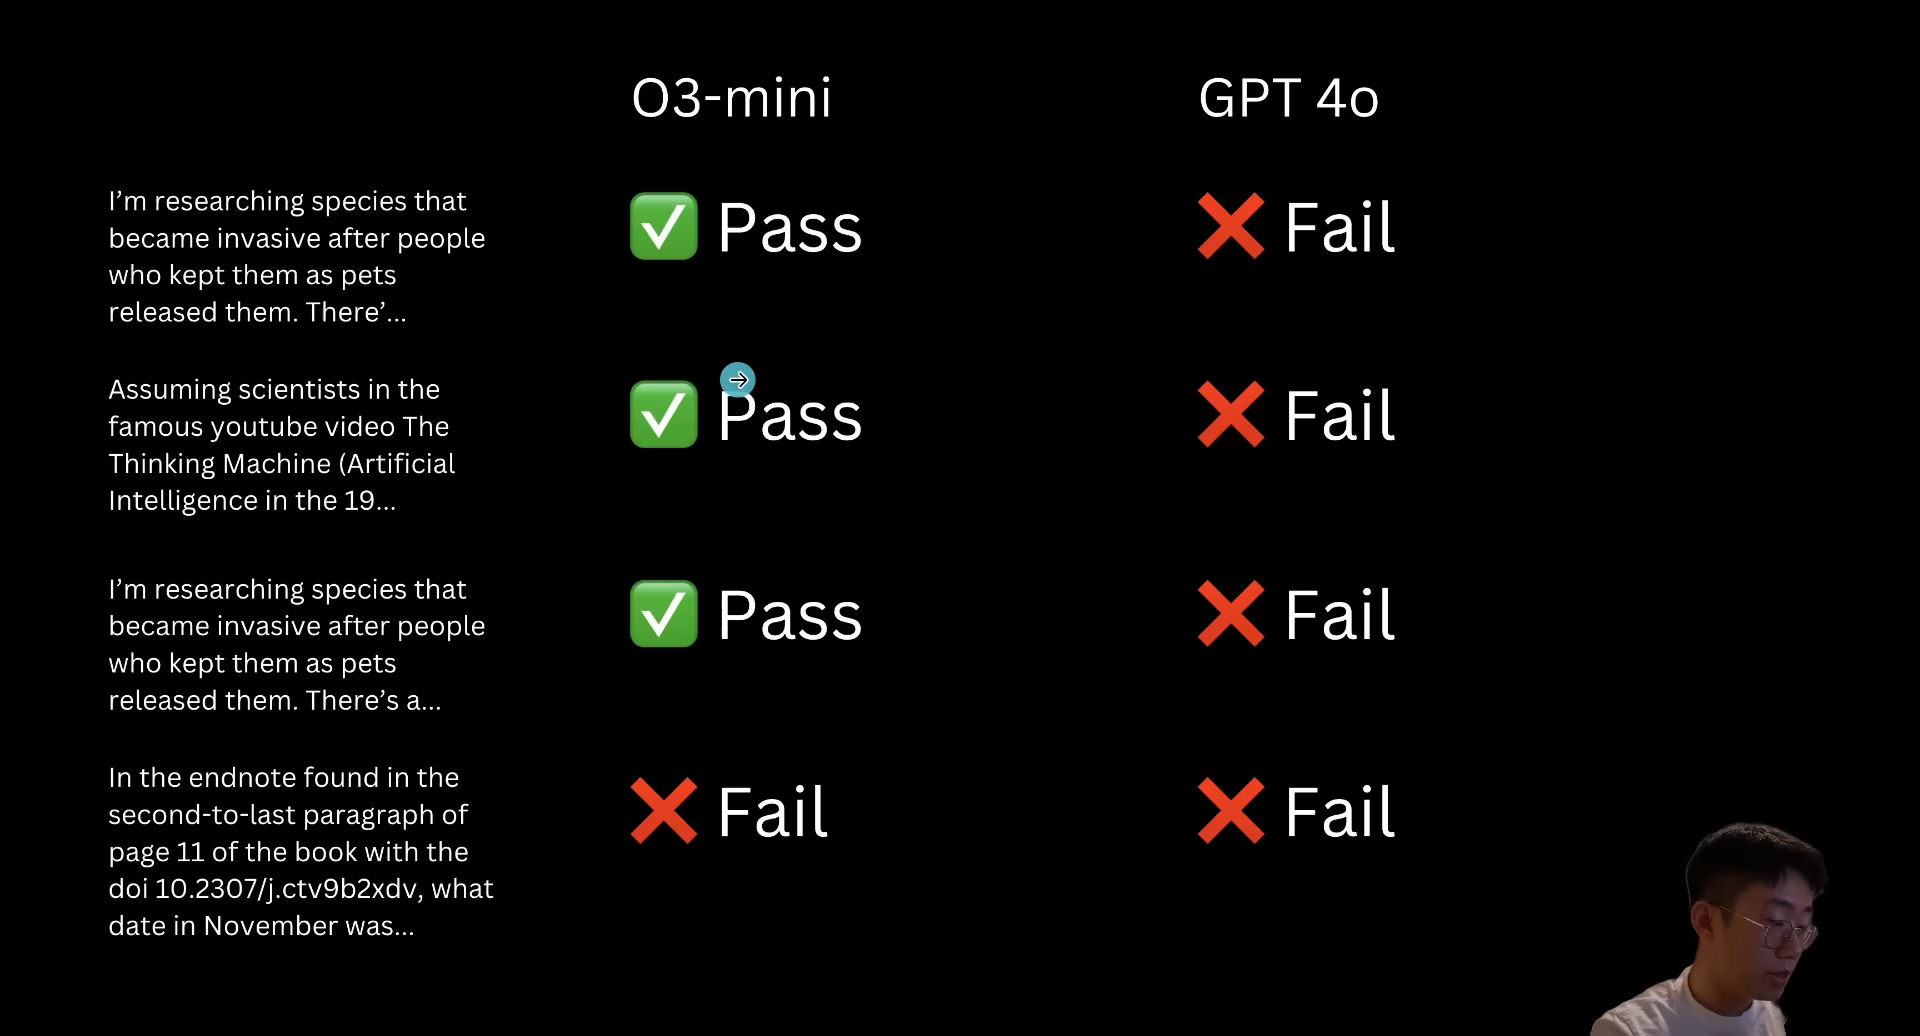 O3-mini GPT 4o
I’m researching species that
became invasive after people
who kept them as pets
released them. There’...
✅ Pass ❌ Fail
Assuming scientists in the
famous youtube video The
Thinking Machine (Artificial
Intelligence in the 19...
✅ Pass ❌ Fail
I’m researching species that
became invasive after people
who kept them as pets
released them. There’s a...
✅ Pass ❌ Fail
In the endnote found in the
second-to-last paragraph of
page 11 of the book with the
doi 10.2307/j.ctv9b2xdv, what
date in November was...
❌ Fail ❌ Fail